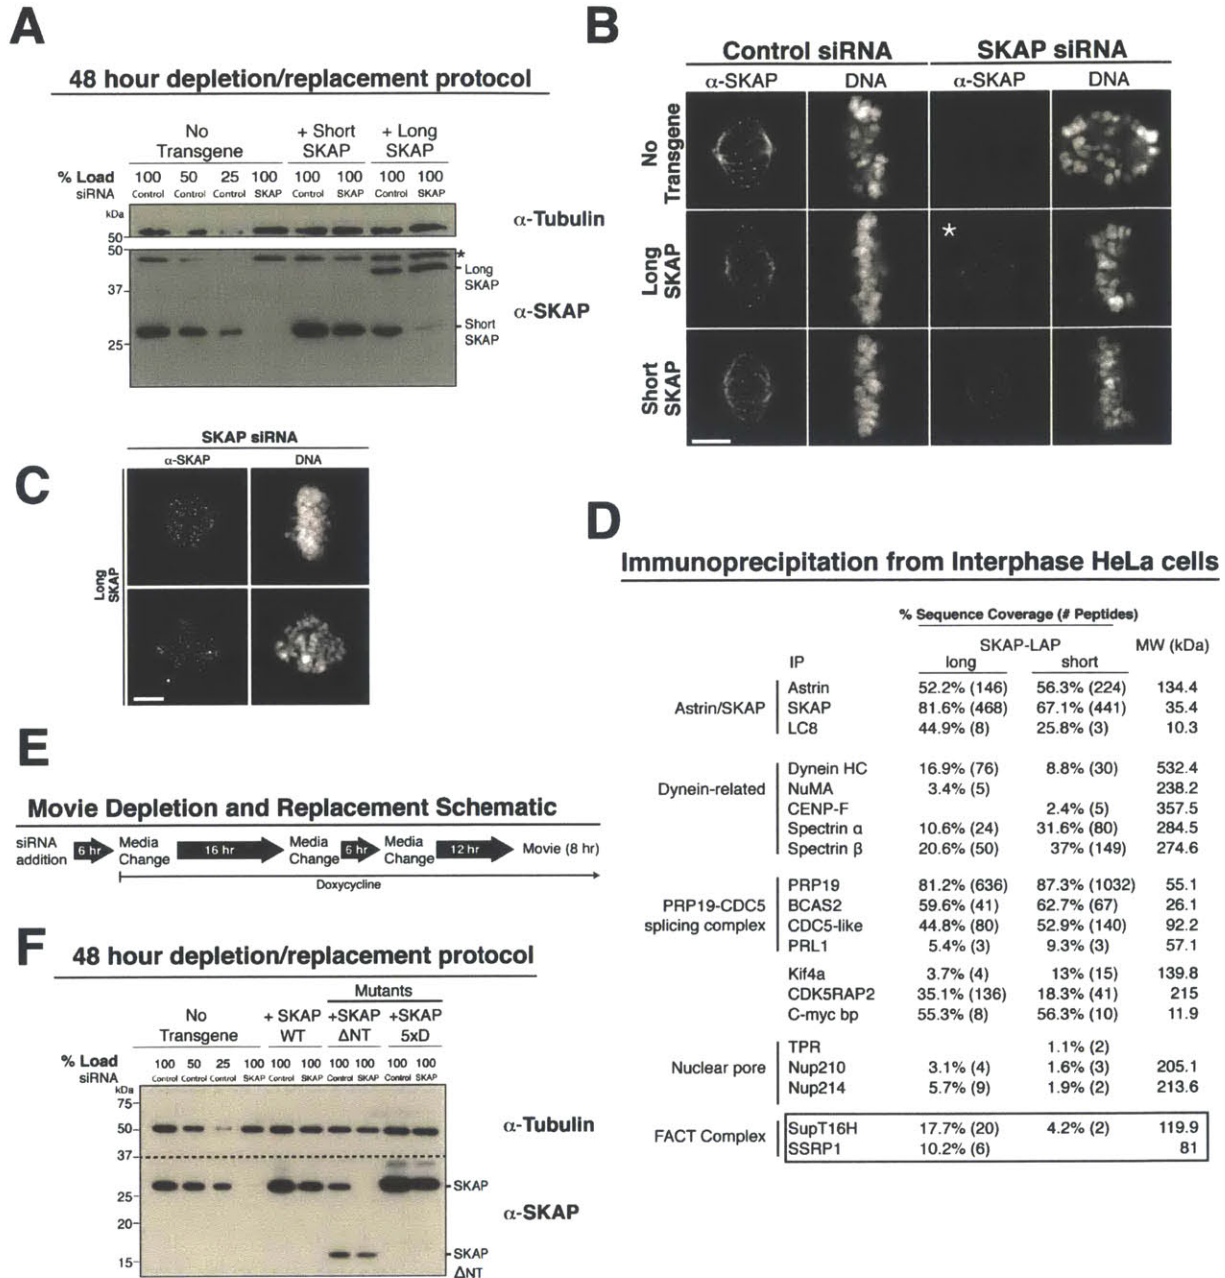 A
48 hour depletion/replacement protocol
No Transgene
+ Short SKAP
+ Long SKAP
% Load 100 50 25 100 100 100 100 100
siRNA Control Control Control SKAP Control SKAP Control SKAP
kDa
50
α-Tubulin
50
*
Long SKAP
37
α-SKAP
Short SKAP
25
B
Control siRNA SKAP siRNA
α-SKAP DNA α-SKAP DNA
No Transgene
Long SKAP
*
Short SKAP
C
SKAP siRNA
α-SKAP DNA
Long SKAP
D
Immunoprecipitation from Interphase HeLa cells
% Sequence Coverage (# Peptides)
SKAP-LAP MW (kDa)
IP long short
Astrin/SKAP
Astrin 52.2% (146) 56.3% (224) 134.4
SKAP 81.6% (468) 67.1% (441) 35.4
LC8 44.9% (8) 25.8% (3) 10.3
Dynein-related
Dynein HC 16.9% (76) 8.8% (30) 532.4
NuMA 3.4% (5) 238.2
CENP-F 2.4% (5) 357.5
Spectrin α 10.6% (24) 31.6% (80) 284.5
Spectrin β 20.6% (50) 37% (149) 274.6
PRP19-CDC5 splicing complex
PRP19 81.2% (636) 87.3% (1032) 55.1
BCAS2 59.6% (41) 62.7% (67) 26.1
CDC5-like 44.8% (80) 52.9% (140) 92.2
PRL1 5.4% (3) 9.3% (3) 57.1
Kif4a 3.7% (4) 13% (15) 139.8
CDK5RAP2 35.1% (136) 18.3% (41) 215
C-myc bp 55.3% (8) 56.3% (10) 11.9
Nuclear pore
TPR 1.1% (2)
Nup210 3.1% (4) 1.6% (3) 205.1
Nup214 5.7% (9) 1.9% (2) 213.6
FACT Complex
SupT16H 17.7% (20) 4.2% (2) 119.9
SSRP1 10.2% (6) 81
E
Movie Depletion and Replacement Schematic
siRNA addition 6 hr Media Change 16 hr Media Change 6 hr Media Change 12 hr Movie (8 hr)
Doxycycline
F
48 hour depletion/replacement protocol
Mutants
No Transgene
+ SKAP WT
+SKAP ΔNT
+SKAP 5xD
% Load 100 50 25 100 100 100 100 100 100 100
siRNA Control Control Control SKAP Control SKAP Control SKAP Control SKAP
kDa
75
50
α-Tubulin
37
SKAP
25
α-SKAP
20
15
SKAP ΔNT